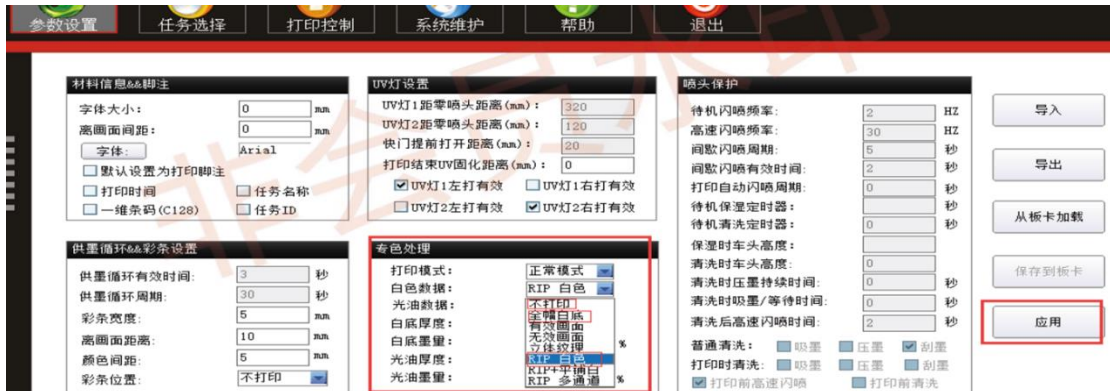 参数设置 任务选择 打印控制 系统维护 帮助 退出
材料信息&&脚注
字体大小: 0 mm
离画面间距: 0 mm
字体: Arial
默认设置为打印脚注
打印时间 任务名称
一维条码(C128) 任务ID
UV灯设置
UV灯1距零喷头距离(mm): 320
UV灯2距零喷头距离(mm): 120
快门提前打开距离(mm): 20
打印结束UV固化距离(mm): 0
UV灯1左打有效 UV灯1右打有效
UV灯2左打有效 UV灯2右打有效
喷头保护
待机闪喷频率: 2 HZ
高速闪喷频率: 30 HZ
间歇闪喷周期: 5 秒
间歇闪喷有效时间: 2 秒
打印自动闪喷周期: 0 秒
待机保湿定时器: 秒
待机清洗定时器: 0 秒
保湿时车头高度:
清洗时车头高度: 0
清洗时压墨持续时间: 0 秒
清洗时吸墨/等待时间: 0 秒
清洗后高速闪喷时间: 2 秒
普通清洗: 吸墨 压墨 刮墨
打印时清洗: 吸墨 压墨 刮墨
打印前高速闪喷 打印前清洗
供墨循环&&彩条设置
供墨循环有效时间: 3 秒
供墨循环周期: 30 秒
彩条宽度: 5 mm
离画面距离: 10 mm
颜色间距: 5 mm
彩条位置: 不打印
专色处理
打印模式: 正常模式
白色数据: RIP 白色
光油数据:
白底厚度:
白底墨量: %
光油厚度:
光油墨量: %
不打印
全幅白底
有效画面
无效画面
立体纹理
RIP 白色
RIP+平铺白
RIP 多通道
导入
导出
从板卡加载
保存到板卡
应用
非会员水印